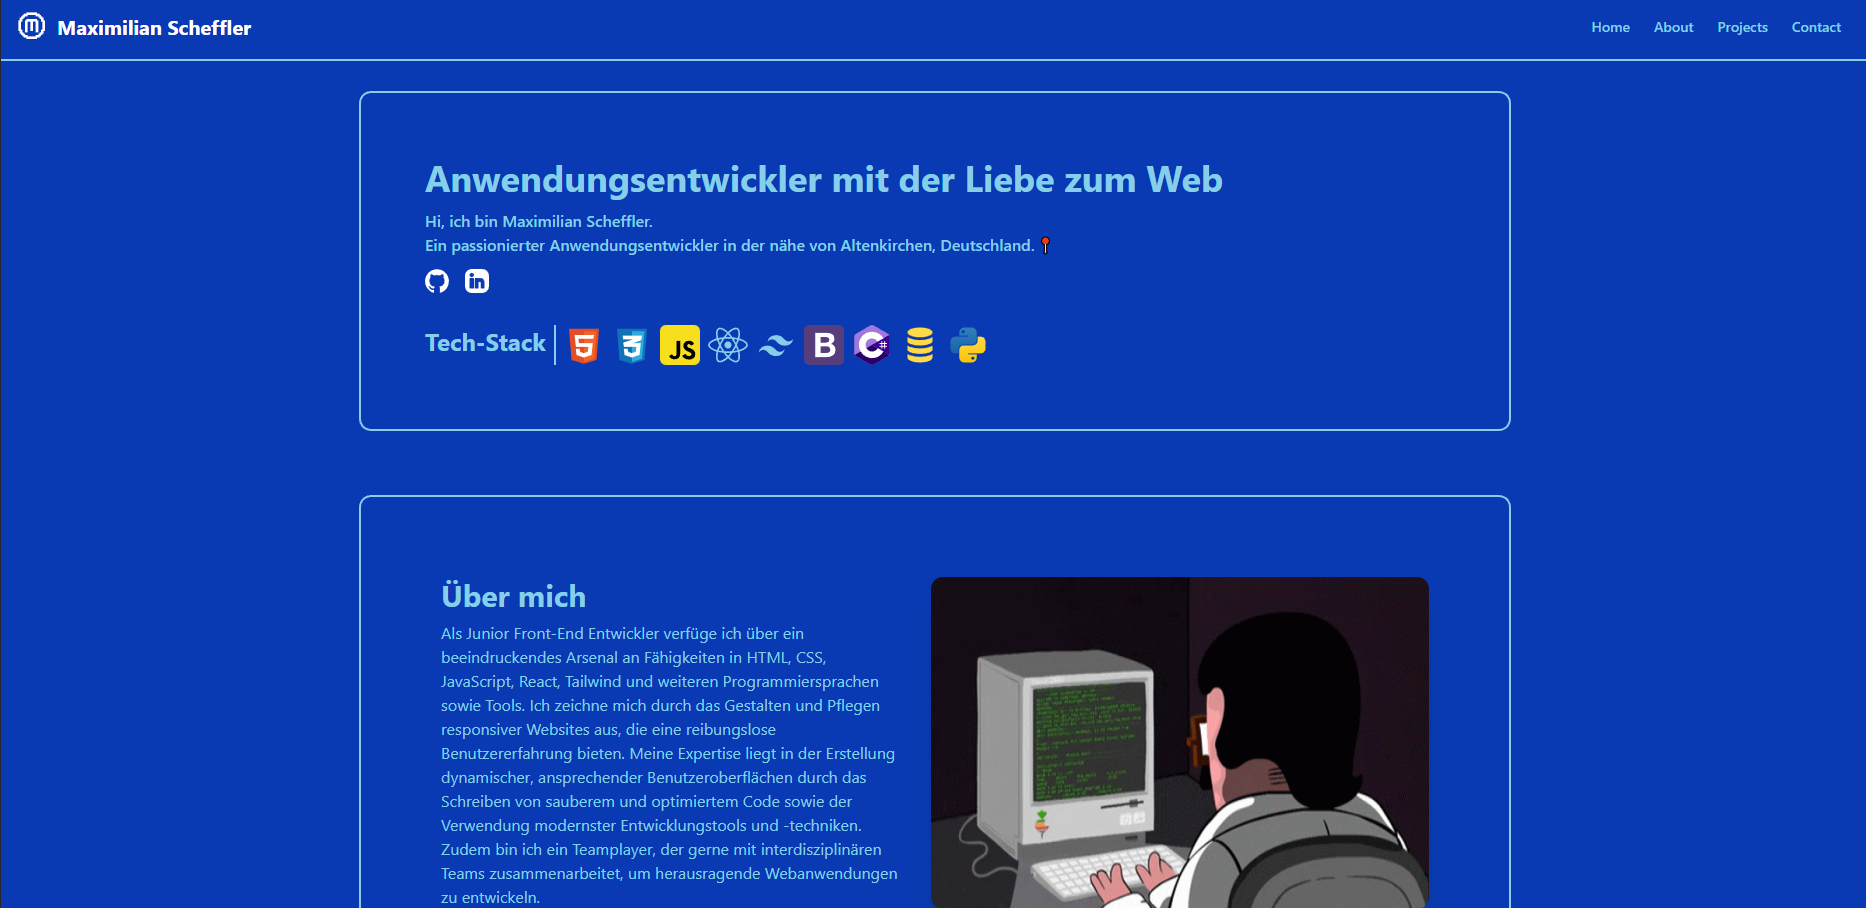 Maximilian Scheffler
Home About Projects Contact
Anwendungsentwickler mit der Liebe zum Web
Hi, ich bin Maximilian Scheffler.
Ein passionierter Anwendungsentwickler in der nähe von Altenkirchen, Deutschland.
in
Tech-Stack
5
3
JS
B
C#
Über mich
Als Junior Front-End Entwickler verfüge ich über ein
beeindruckendes Arsenal an Fähigkeiten in HTML, CSS,
JavaScript, React, Tailwind und weiteren Programmiersprachen
sowie Tools. Ich zeichne mich durch das Gestalten und Pflegen
responsiver Websites aus, die eine reibungslose
Benutzererfahrung bieten. Meine Expertise liegt in der Erstellung
dynamischer, ansprechender Benutzeroberflächen durch das
Schreiben von sauberem und optimiertem Code sowie der
Verwendung modernster Entwicklungstools und -techniken.
Zudem bin ich ein Teamplayer, der gerne mit interdisziplinären
Teams zusammenarbeitet, um herausragende Webanwendungen
zu entwickeln.